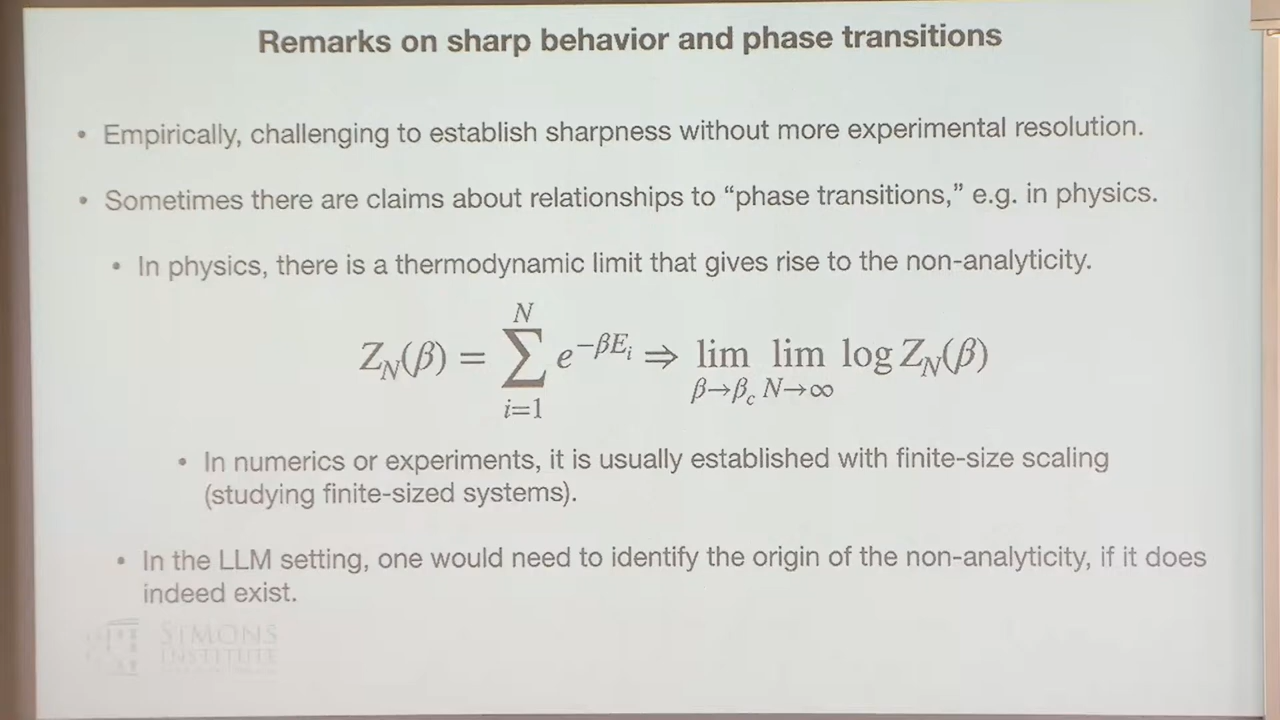 Remarks on sharp behavior and phase transitions
• Empirically, challenging to establish sharpness without more experimental resolution.
• Sometimes there are claims about relationships to “phase transitions,” e.g. in physics.
• In physics, there is a thermodynamic limit that gives rise to the non-analyticity.
Z_N(β) = ∑_{i=1}^{N} e^{−βE_i} ⇒ lim_{β→β_c} lim_{N→∞} log Z_N(β)
• In numerics or experiments, it is usually established with finite-size scaling
(studying finite-sized systems).
• In the LLM setting, one would need to identify the origin of the non-analyticity, if it does
indeed exist.
SIMONS
INSTITUTE